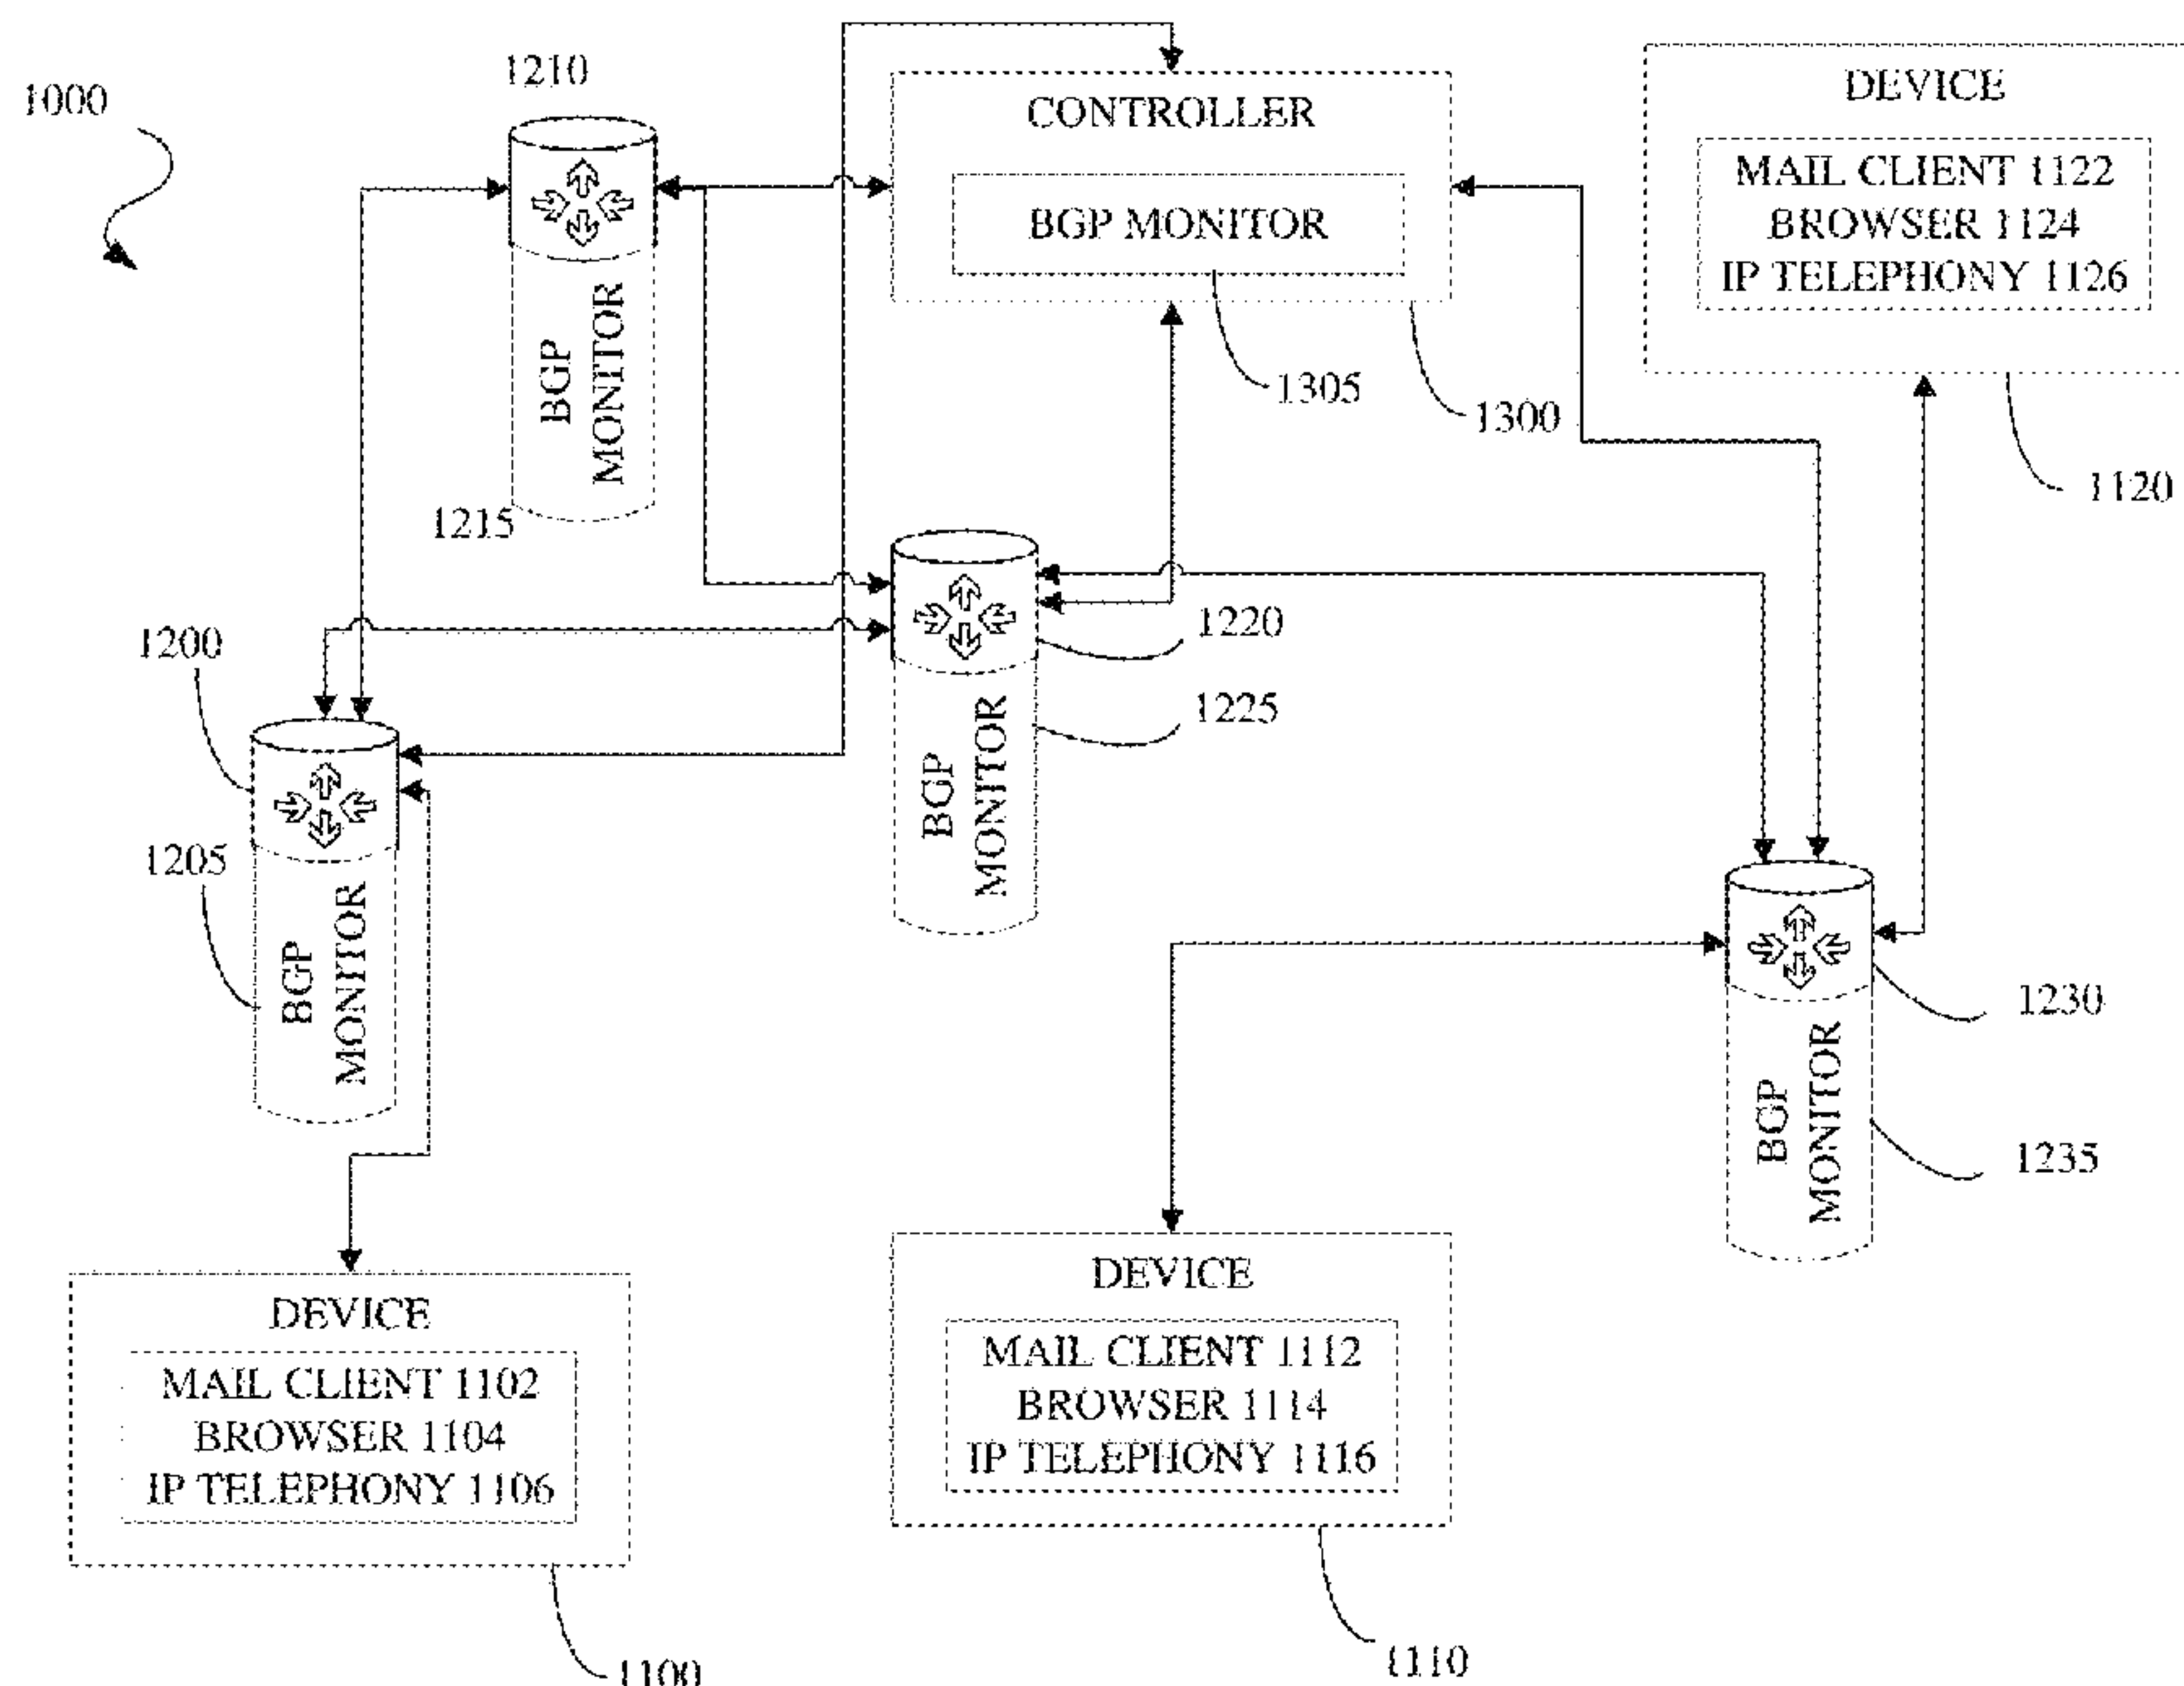 1000
1210
CONTROLLER
BGP MONITOR
1305
1300
DEVICE
MAIL CLIENT 1122
BROWSER 1124
IP TELEPHONY 1126
1120
BGP
MONITOR
1215
1220
1225
BGP
MONITOR
1200
1205
BGP
MONITOR
1230
1235
BGP
MONITOR
DEVICE
MAIL CLIENT 1102
BROWSER 1104
IP TELEPHONY 1106
1100
DEVICE
MAIL CLIENT 1112
BROWSER 1114
IP TELEPHONY 1116
1110